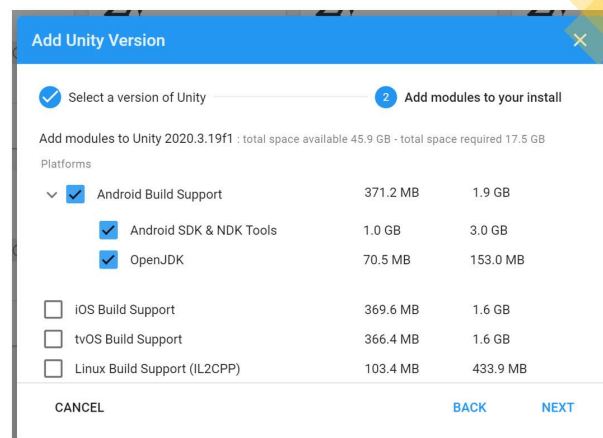 Add Unity Version
Select a version of Unity 2 Add modules to your install
Add modules to Unity 2020.3.19f1 : total space available 45.9 GB - total space required 17.5 GB
Platforms
Android Build Support 371.2 MB 1.9 GB
Android SDK & NDK Tools 1.0 GB 3.0 GB
OpenJDK 70.5 MB 153.0 MB
iOS Build Support 369.6 MB 1.6 GB
tvOS Build Support 366.4 MB 1.6 GB
Linux Build Support (IL2CPP) 103.4 MB 433.9 MB
CANCEL BACK NEXT